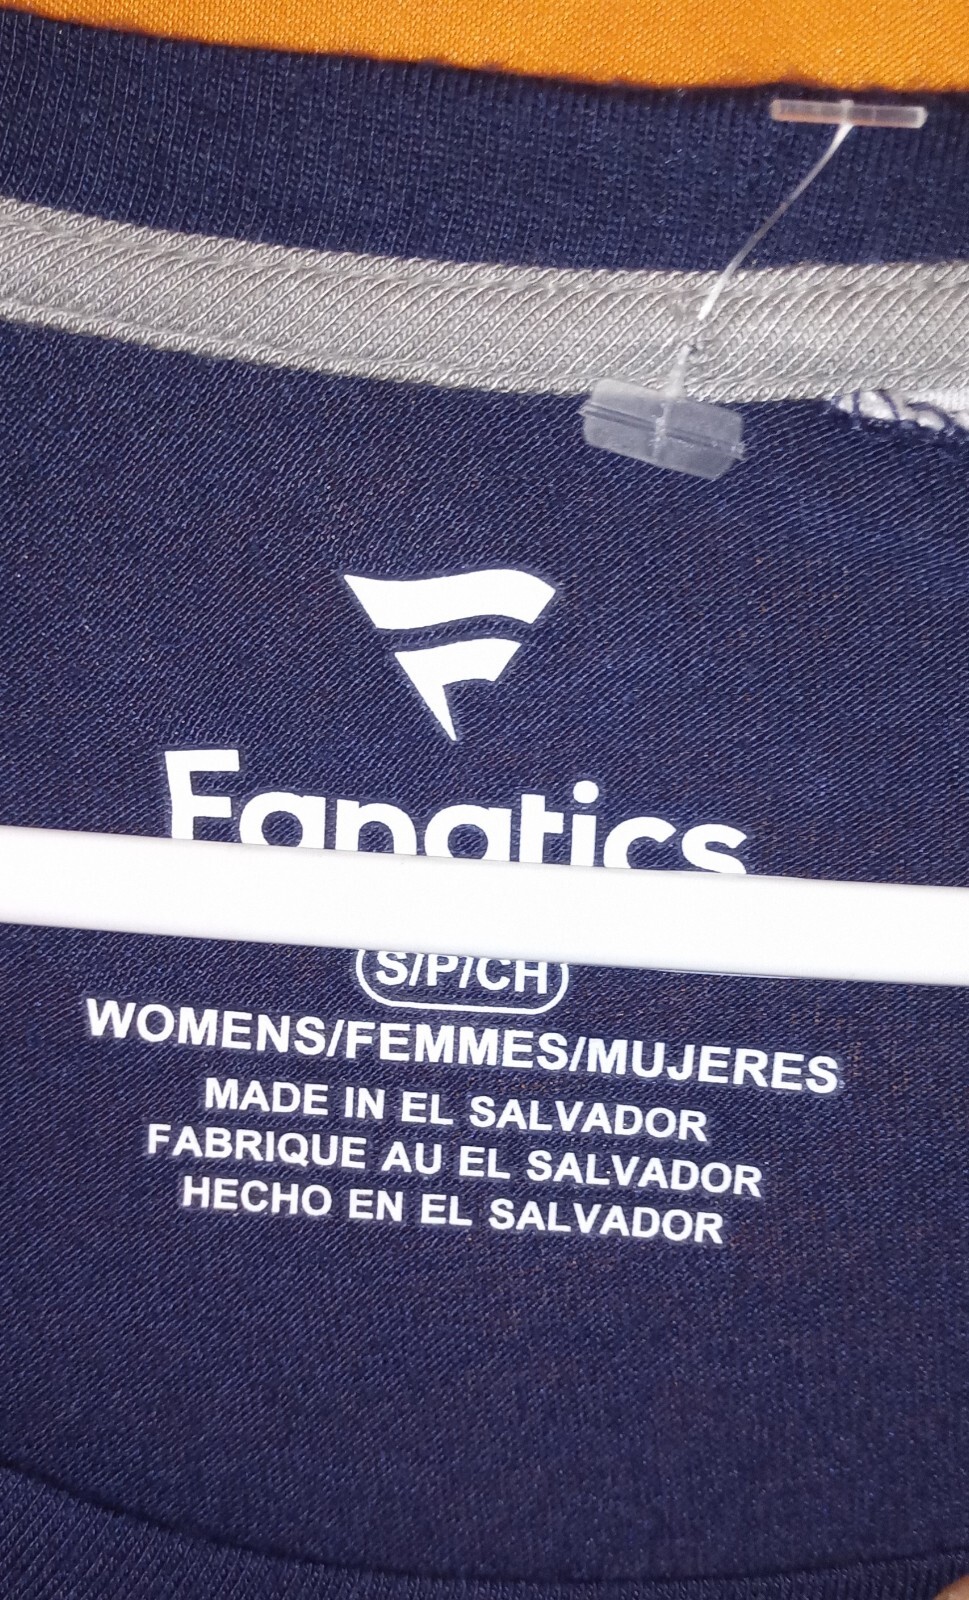 Fanatics
S/P/CH
WOMENS/FEMMES/MUJERES
MADE IN EL SALVADOR
FABRIQUE AU EL SALVADOR
HECHO EN EL SALVADOR